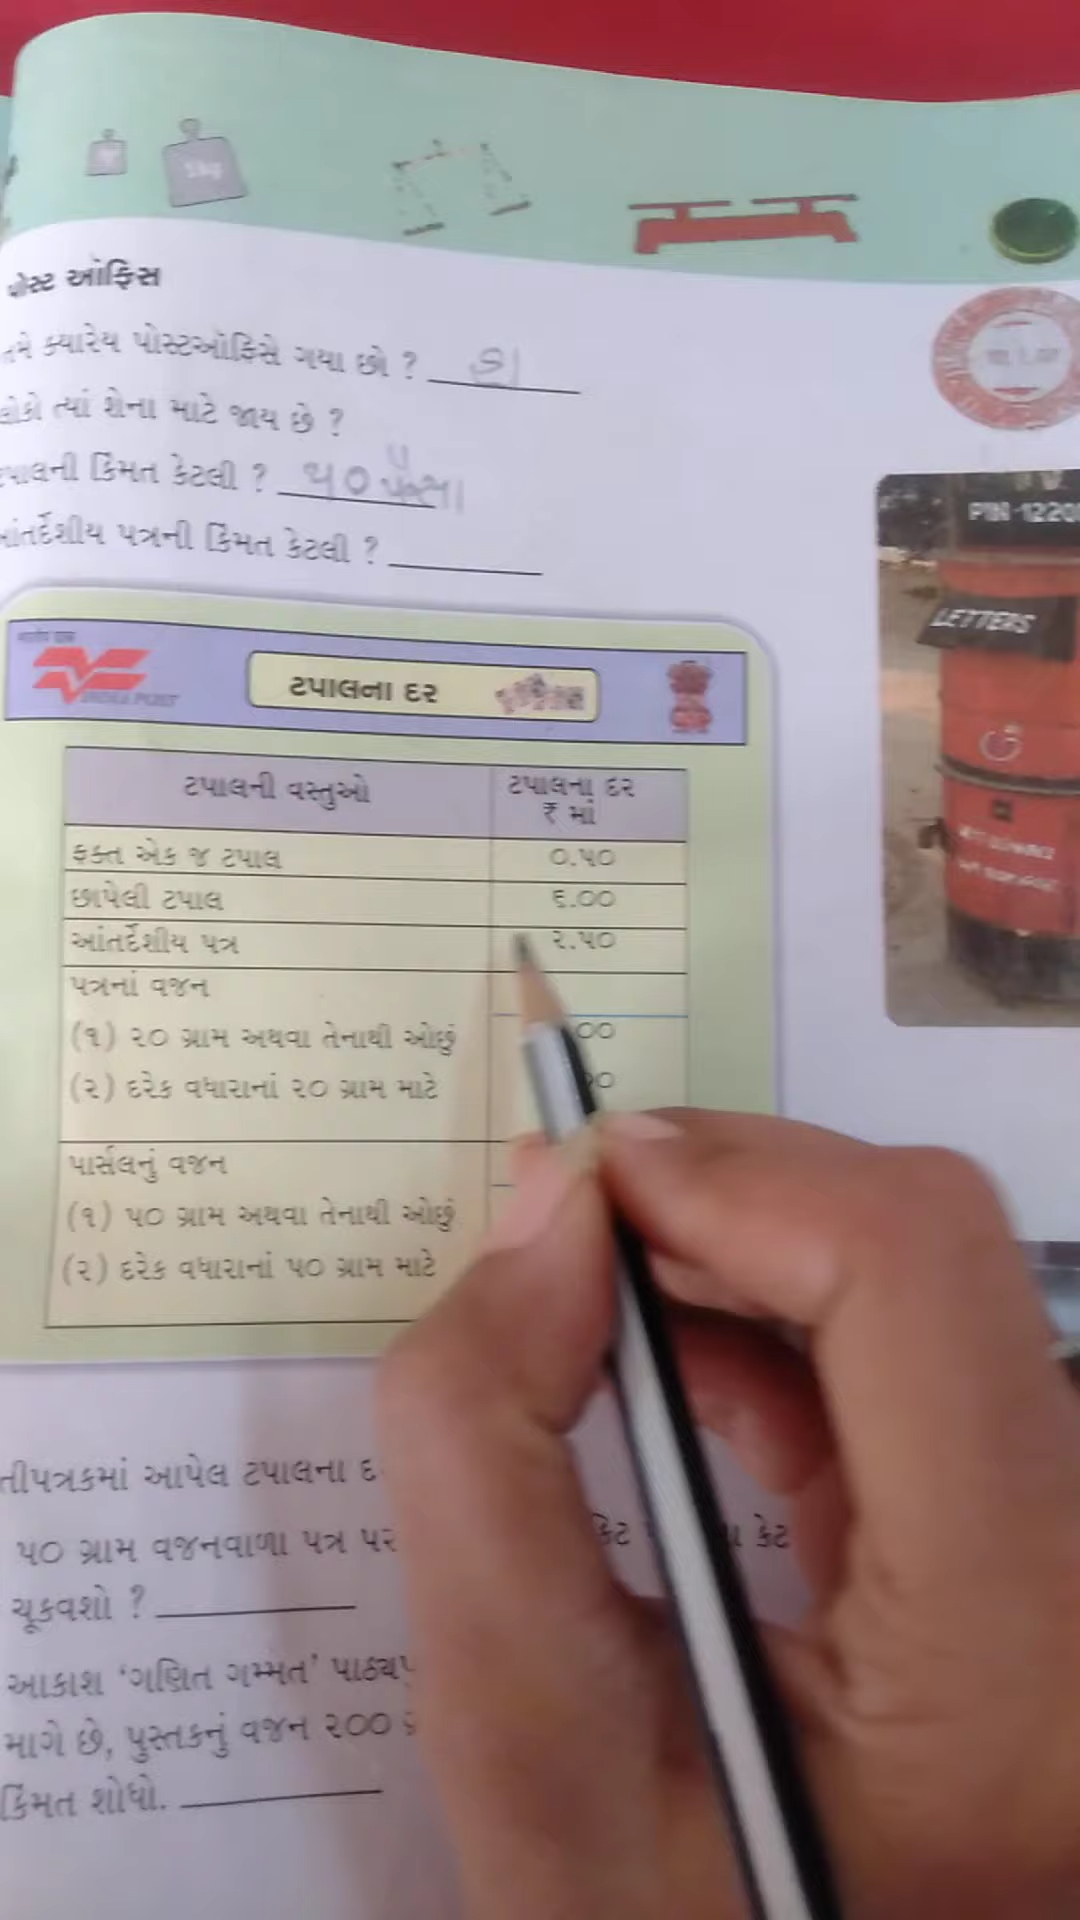 પોસ્ટ ઑફિસ
તમે ક્યારેય પોસ્ટઑફિસે ગયા છો ? હા
લોકો ત્યાં શેના માટે જાય છે ?
ટપાલની કિંમત કેટલી ? ૫૦ પૈસા
આંતર્દેશીય પત્રની કિંમત કેટલી ?
PIN 1220
LETTERS
INDIA POST
ટપાલના દર
ટપાલની વસ્તુઓ ટપાલના દર
₹ માં
ફક્ત એક જ ટપાલ ૦.૫૦
છાપેલી ટપાલ ૬.૦૦
આંતર્દેશીય પત્ર ૨.૫૦
પત્રનાં વજન
(૧) ૨૦ ગ્રામ અથવા તેનાથી ઓછું ૦૦
(૨) દરેક વધારાનાં ૨૦ ગ્રામ માટે
પાર્સલનું વજન
(૧) ૫૦ ગ્રામ અથવા તેનાથી ઓછું
(૨) દરેક વધારાનાં ૫૦ ગ્રામ માટે
આપેલ ટપાલના
૫૦ ગ્રામ વજનવાળા પત્ર પર
ચૂકવશો ?
આકાશ ‘ગણિત ગમ્મત’
માગે છે, પુસ્તકનું વજન ૨૦૦
કિંમત શોધો.